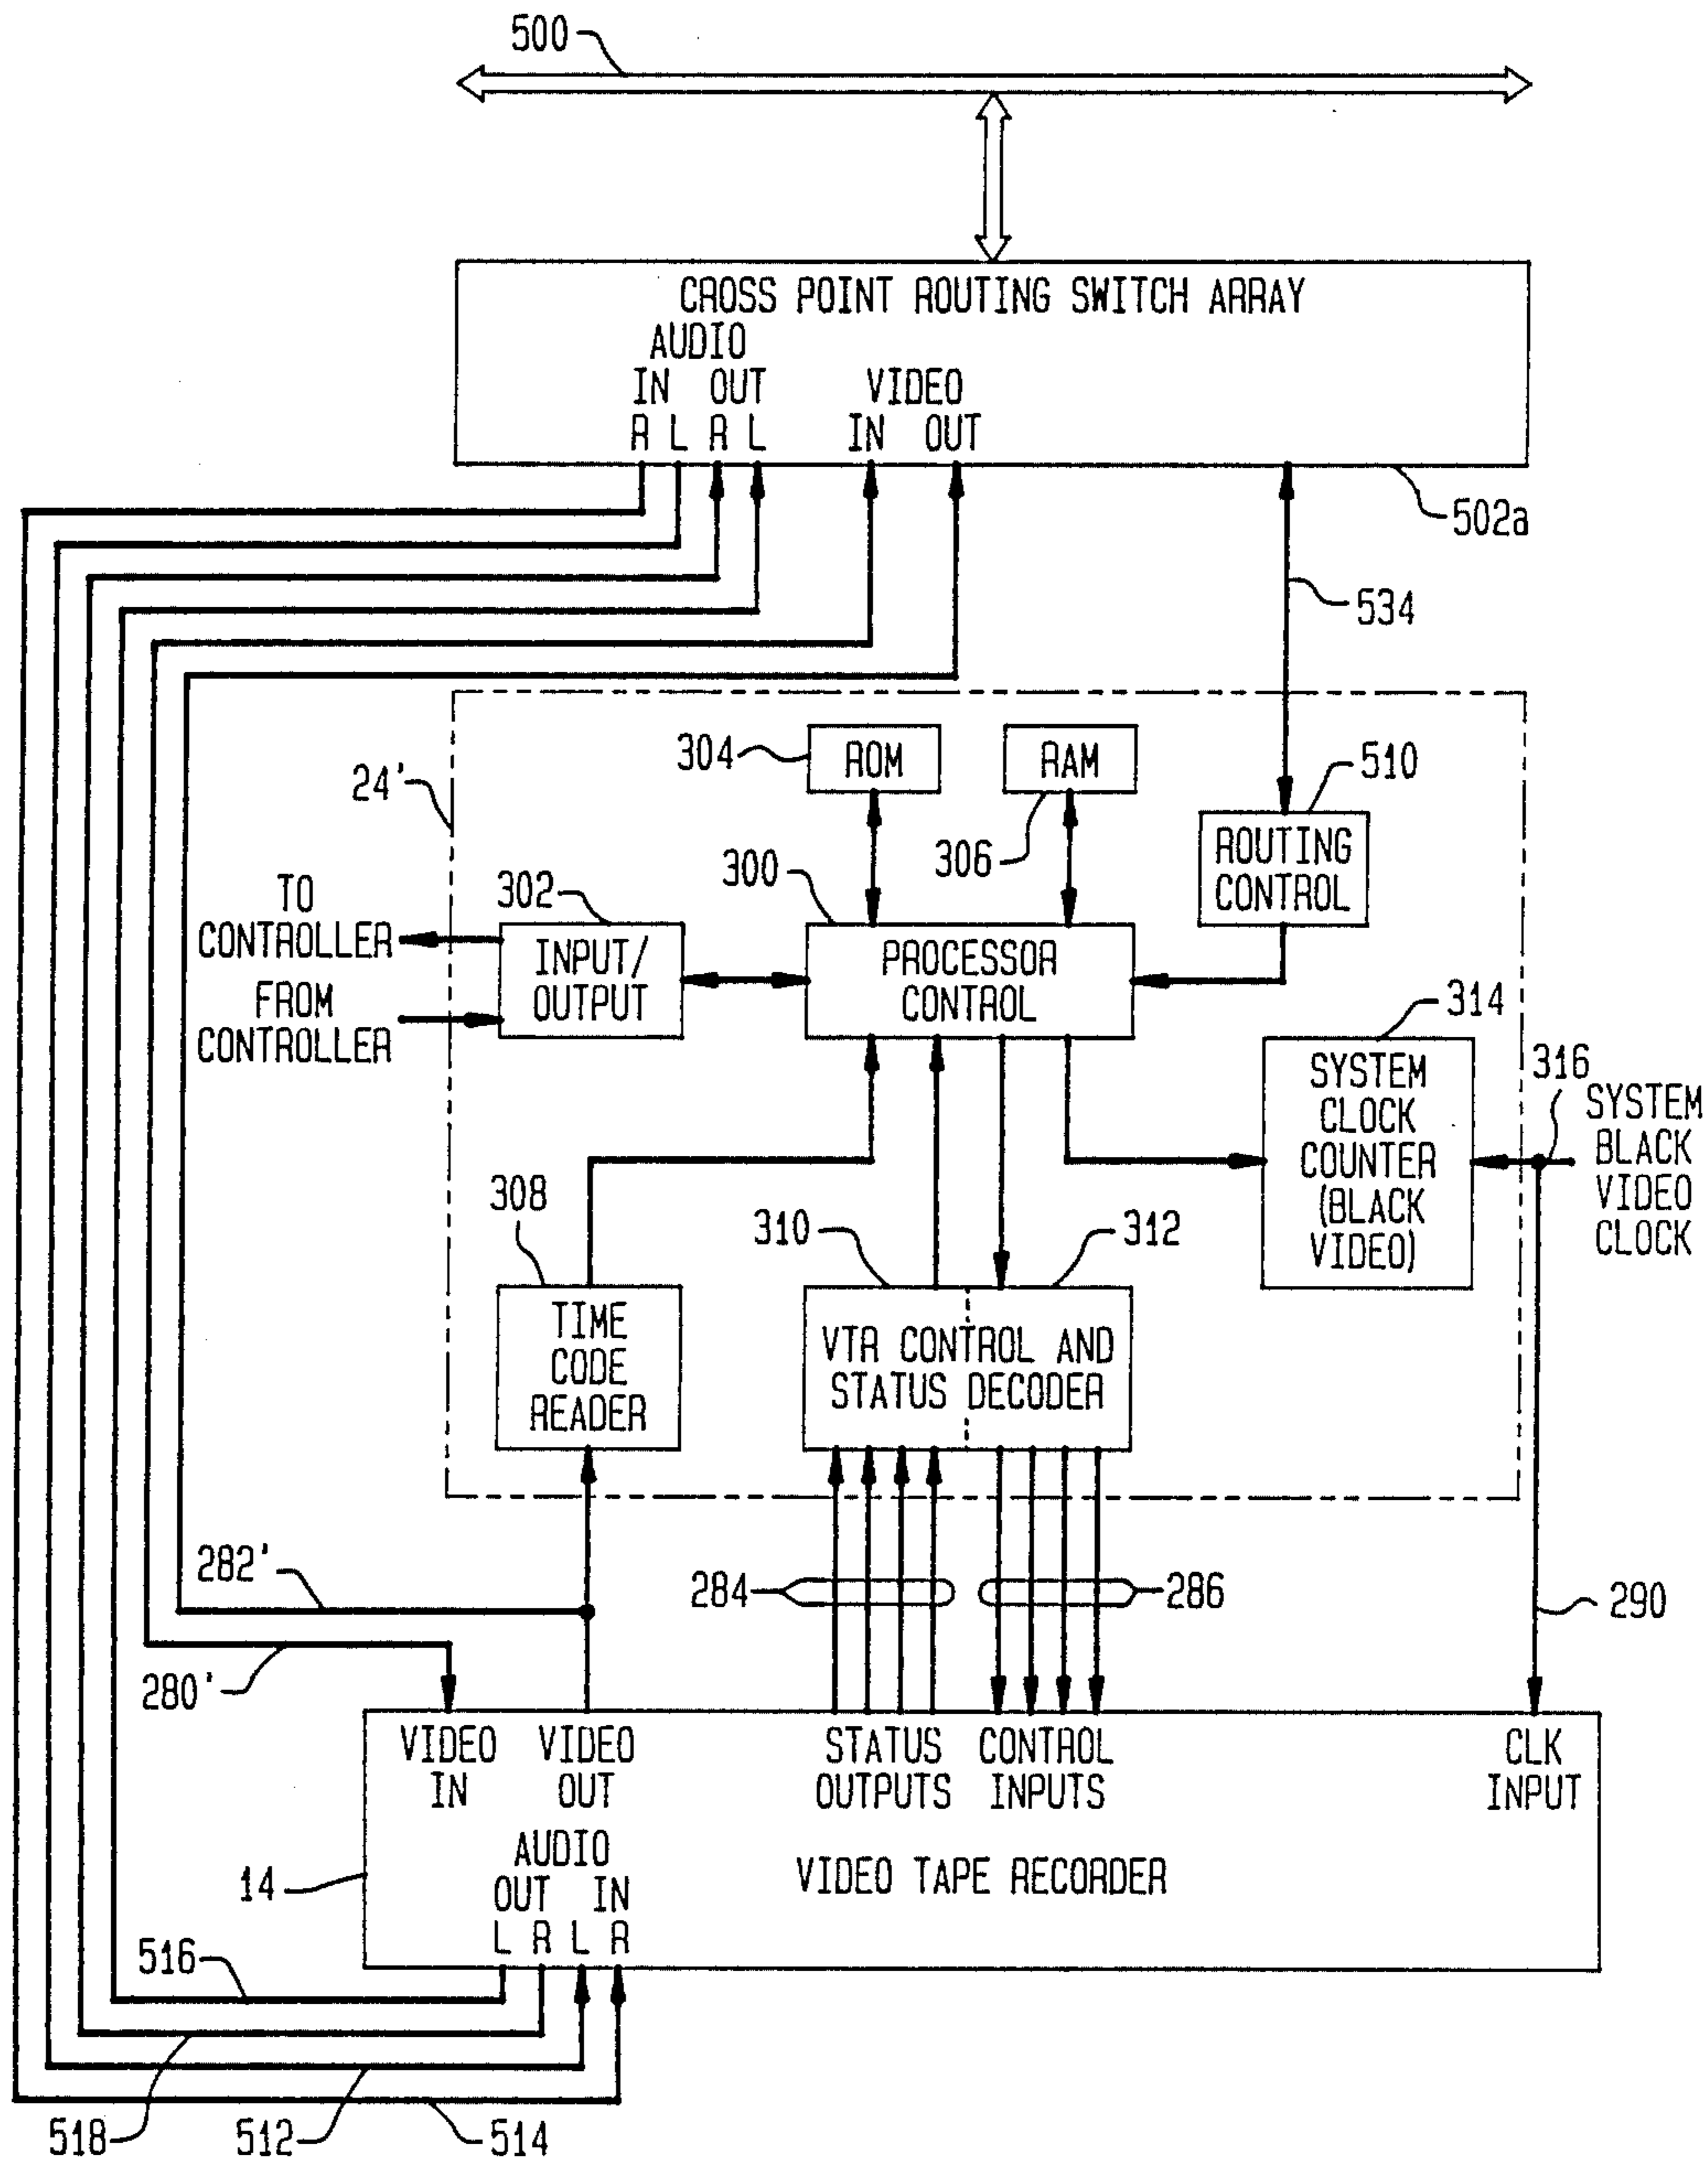 500
CROSS POINT ROUTING SWITCH ARRAY
AUDIO
IN OUT VIDEO
R L R L IN OUT
502a
534
304 ROM RAM 510
24'
306 ROUTING
CONTROL
300
302
TO
CONTROLLER
FROM
CONTROLLER
INPUT/
OUTPUT
PROCESSOR
CONTROL
314
316
SYSTEM
CLOCK
COUNTER
(BLACK
VIDEO)
SYSTEM
BLACK
VIDEO
CLOCK
308
310
312
TIME
CODE
READER
VTR CONTROL AND
STATUS DECODER
282'
284
286
290
280'
VIDEO
IN
VIDEO
OUT
STATUS
OUTPUTS
CONTROL
INPUTS
CLK
INPUT
AUDIO
OUT IN
L R L R
VIDEO TAPE RECORDER
14
516
518
512
514